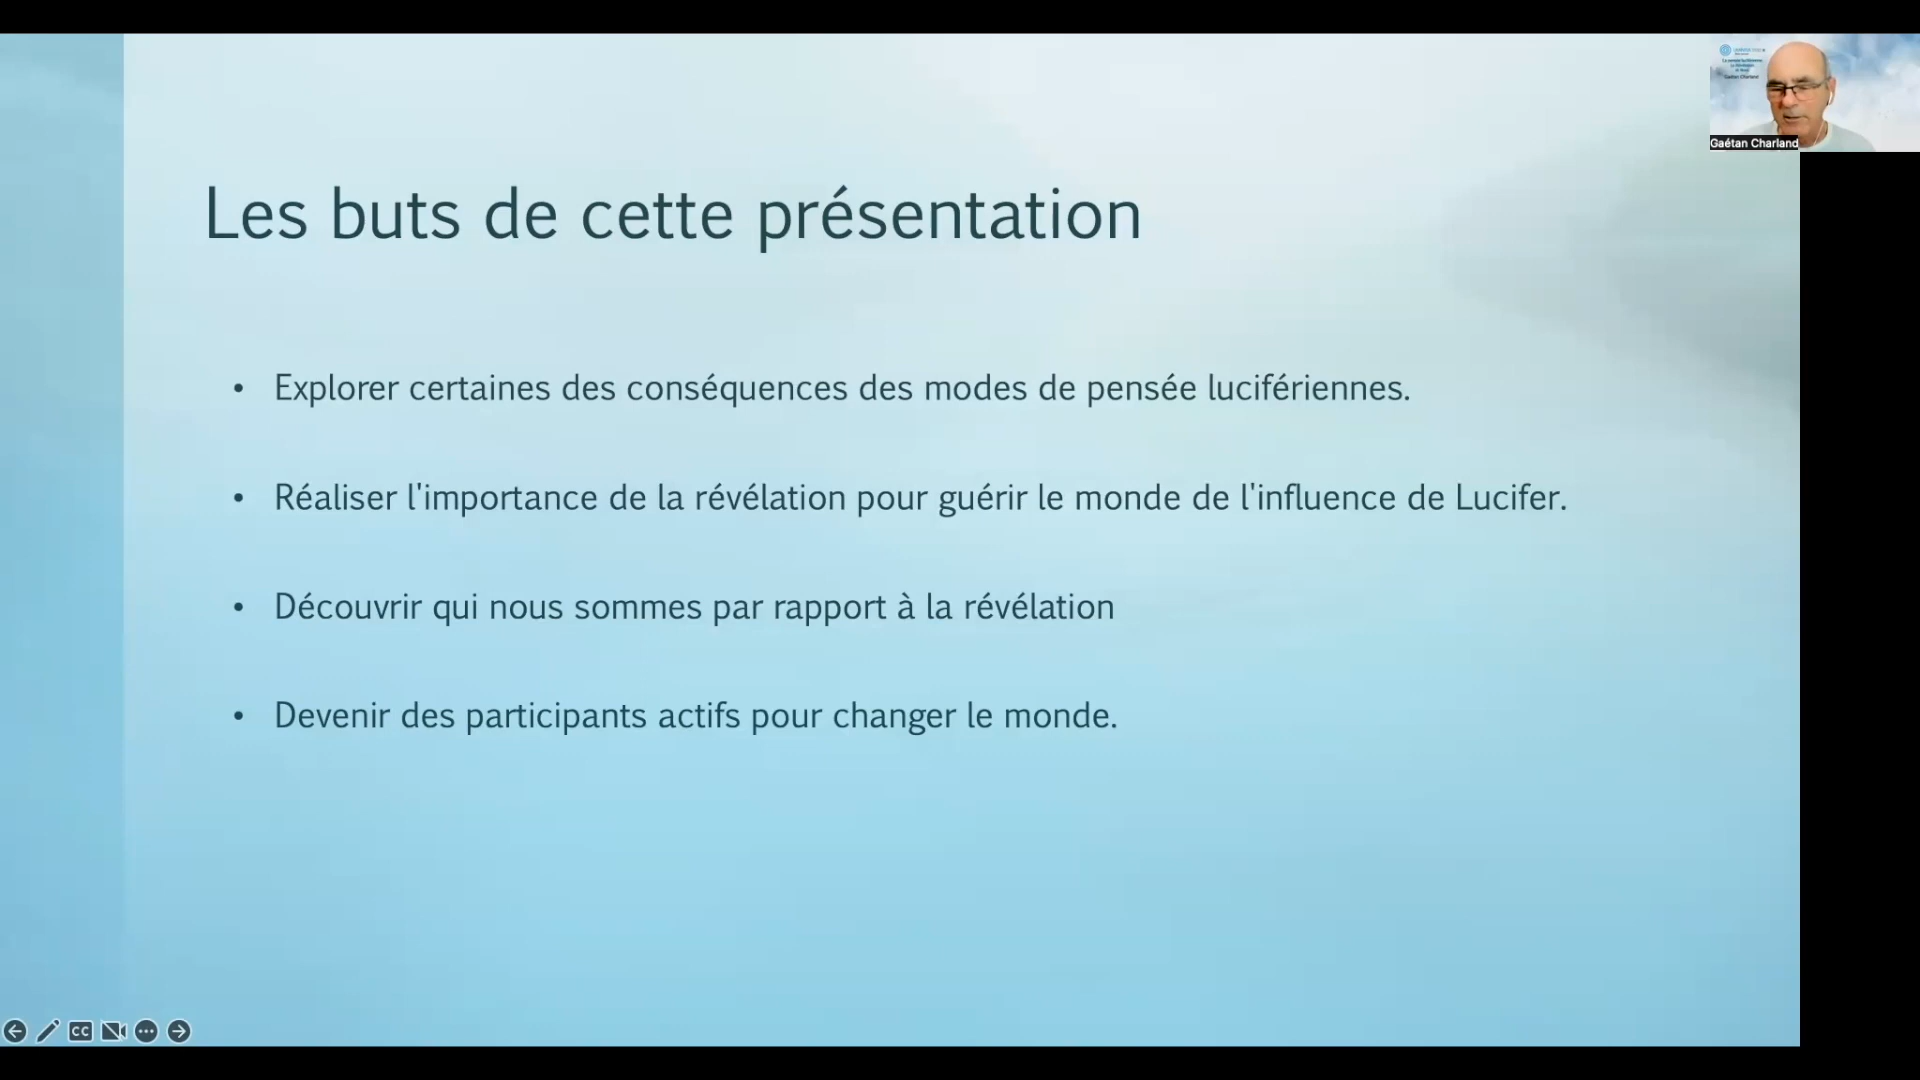 Les buts de cette présentation
• Explorer certaines des conséquences des modes de pensée lucifériennes.
• Réaliser l'importance de la révélation pour guérir le monde de l'influence de Lucifer.
• Découvrir qui nous sommes par rapport à la révélation
• Devenir des participants actifs pour changer le monde.
Gaétan Charland
CC